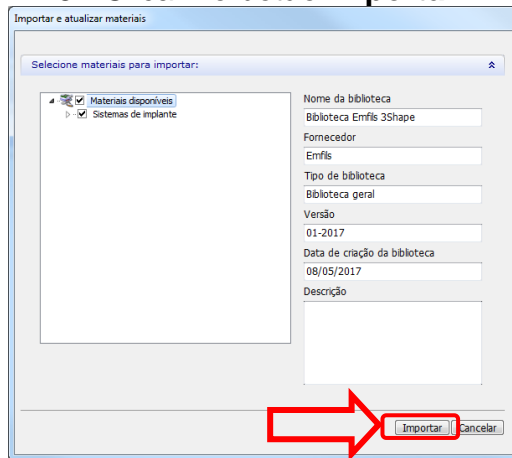 Importar e atualizar materiais
Selecione materiais para importar:
Materiais disponíveis
Sistemas de implante
Nome da biblioteca
Biblioteca Emfils 3Shape
Fornecedor
Emfils
Tipo de biblioteca
Biblioteca geral
Versão
01-2017
Data de criação da biblioteca
08/05/2017
Descrição
Importar
Cancelar